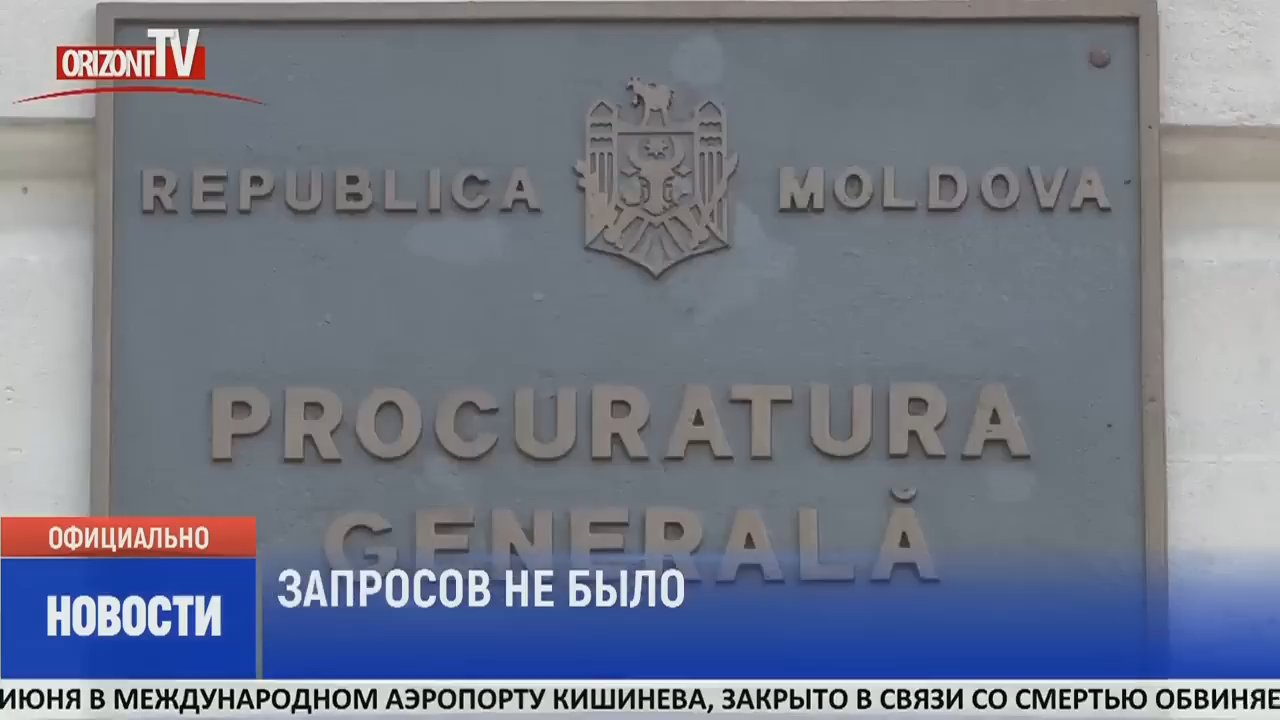 ORIZONT TV
REPUBLICA MOLDOVA
PROCURATURA
GENERALĂ
ОФИЦИАЛЬНО
НОВОСТИ
ЗАПРОСОВ НЕ БЫЛО
ИЮНЯ В МЕЖДУНАРОДНОМ АЭРОПОРТУ КИШИНЕВА, ЗАКРЫТО В СВЯЗИ СО СМЕРТЬЮ ОБВИНЯЕ